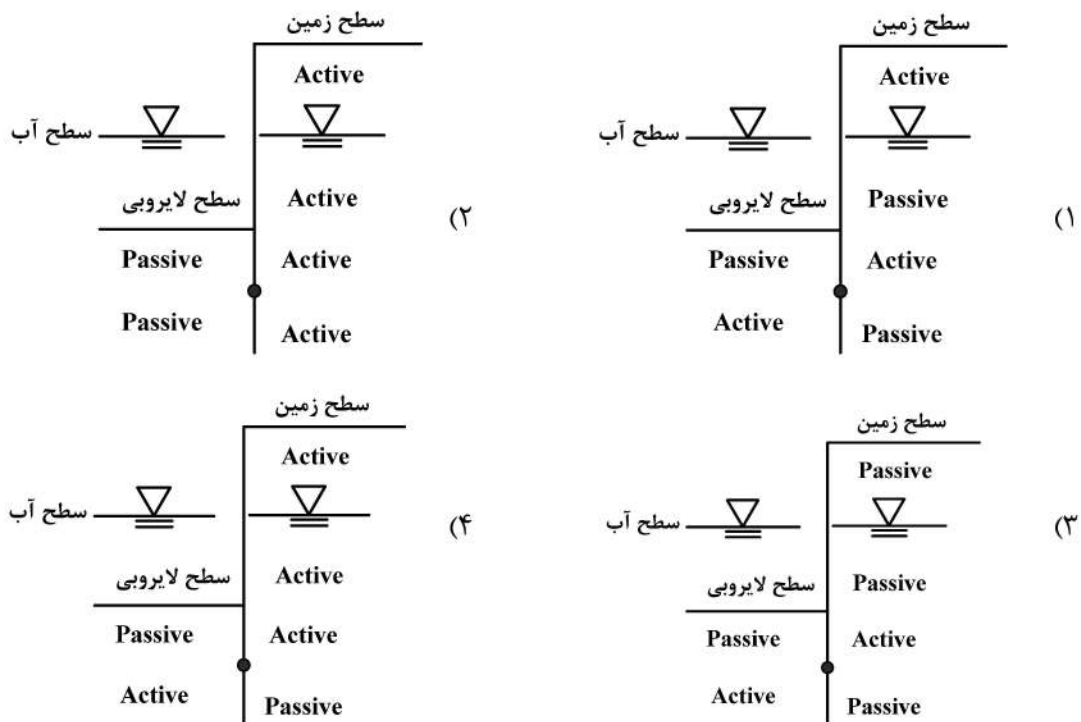 سطح زمین
Active
سطح آب
Passive
سطح لایروبی
Passive Active
Active Passive
(۱
سطح زمین
Active
سطح آب
Active
سطح لایروبی
Passive Active
Passive Active
(۲
سطح زمین
Passive
سطح آب
Passive
سطح لایروبی
Passive Active
Active Passive
(۳
سطح زمین
Active
سطح آب
Active
سطح لایروبی
Passive Active
Active Passive
(۴